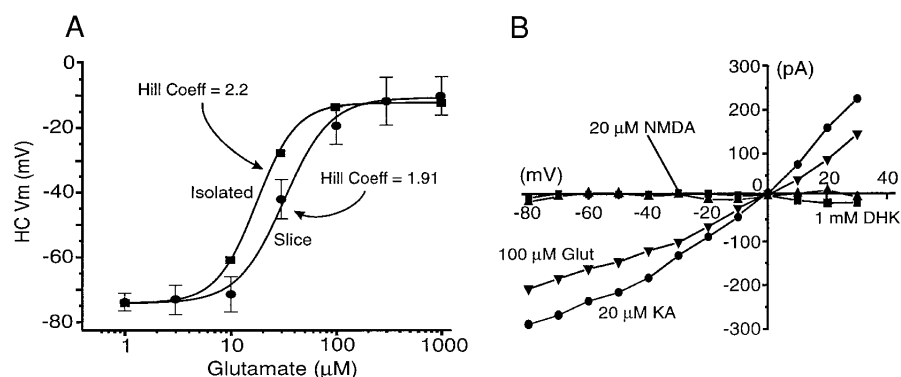 A
0
-20
-40
-60
-80
HC Vm (mV)
Hill Coeff = 2.2
Isolated
Hill Coeff = 1.91
Slice
1
10
100
1000
Glutamate (µM)
B
300
(pA)
200
100
0
-100
-200
-300
20 µM NMDA
(mV)
-80
-60
-40
-20
20
40
1 mM DHK
100 µM Glut
20 µM KA